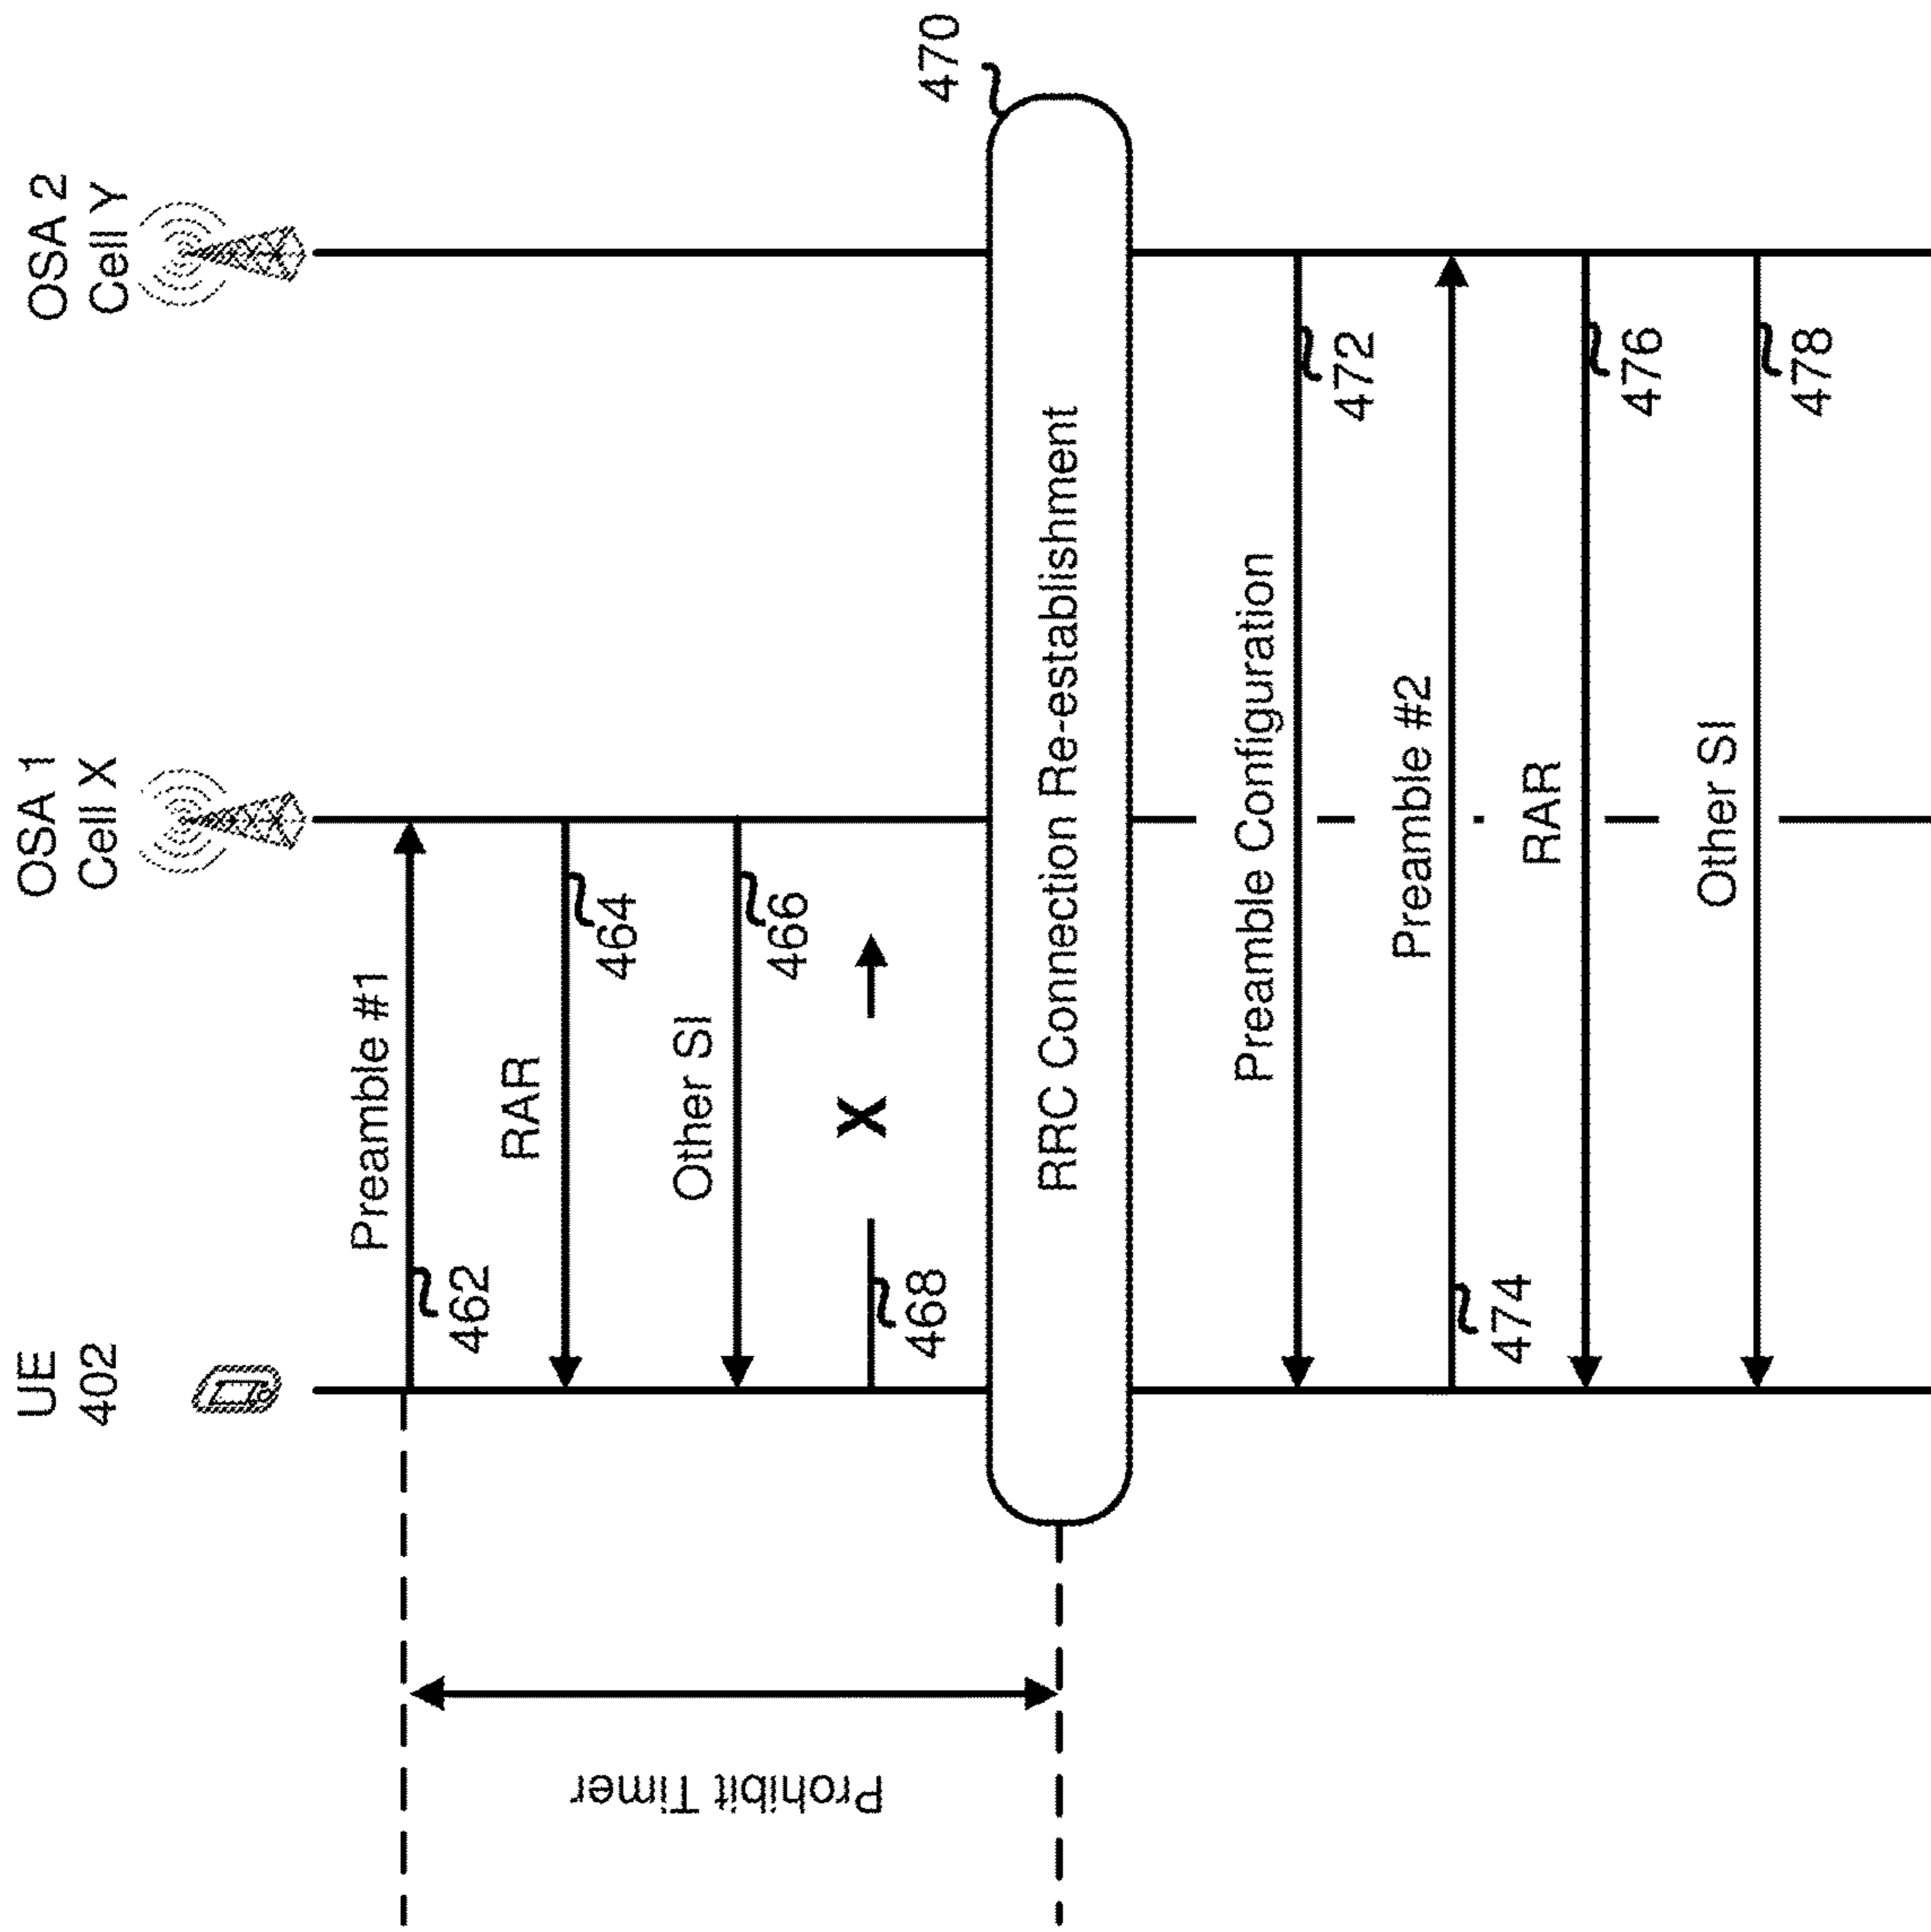 UE
402
OSA 1
Cell X
OSA 2
Cell Y
Preamble #1
462
RAR
464
Other SI
466
X
468
Prohibit Timer
470
RRC Connection Re-establishment
Preamble Configuration
472
Preamble #2
474
RAR
476
Other SI
478